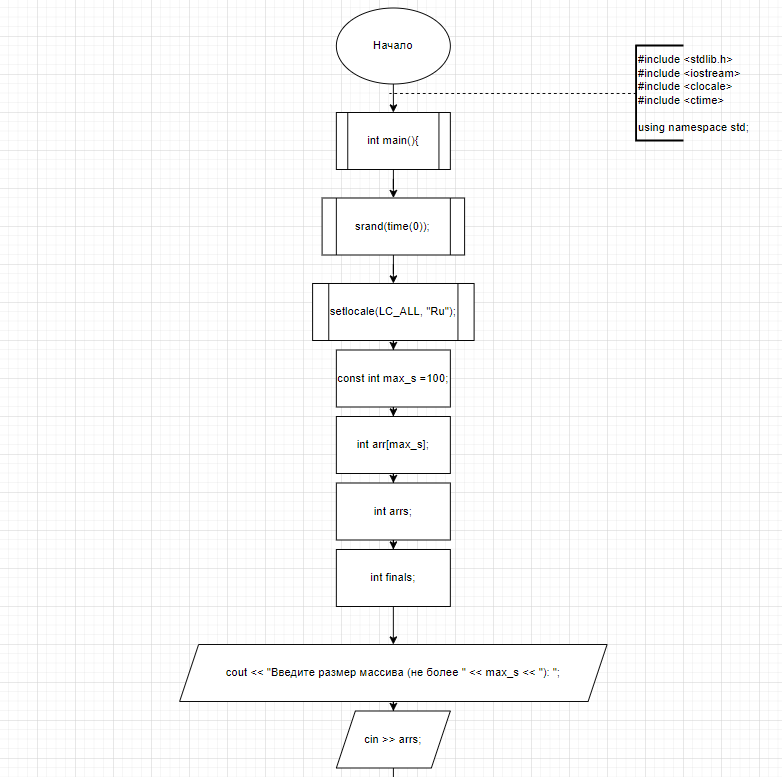 Начало
#include <stdlib.h>
#include <iostream>
#include <clocale>
#include <ctime>
using namespace std;
int main(){
srand(time(0));
setlocale(LC_ALL, "Ru");
const int max_s =100;
int arr[max_s];
int arrs;
int finals;
cout << "Введите размер массива (не более " << max_s << "): ";
cin >> arrs;